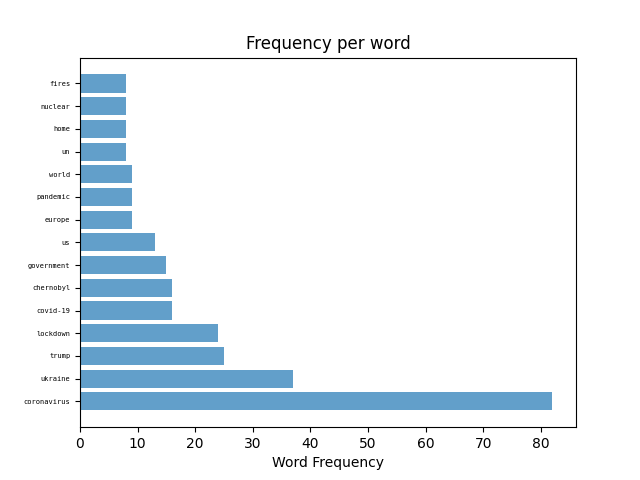 Frequency per word
fires
nuclear
home
un
world
pandemic
europe
us
government
chernobyl
covid-19
lockdown
trump
ukraine
coronavirus
0 10 20 30 40 50 60 70 80
Word Frequency